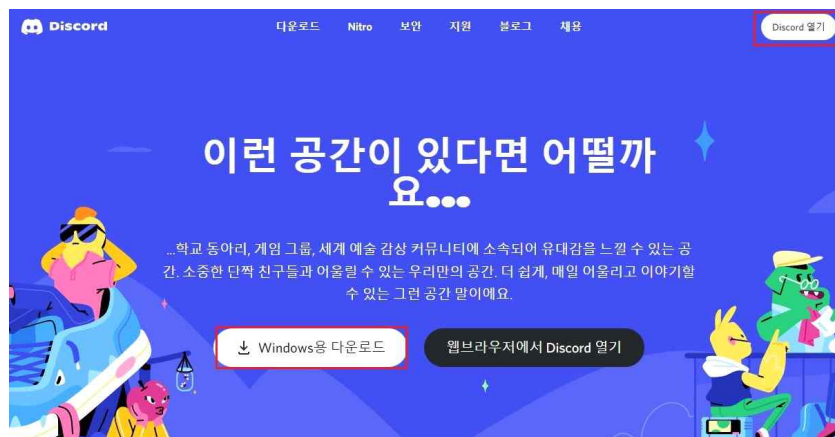 Discord
다운로드 Nitro 보안 지원 블로그 채용
Discord 열기
이런 공간이 있다면 어떨까
요...
...학교 동아리, 게임 그룹, 세계 예술 감상 커뮤니티에 소속되어 유대감을 느낄 수 있는 공
간. 소중한 단짝 친구들과 어울릴 수 있는 우리만의 공간. 더 쉽게, 매일 어울리고 이야기할
수 있는 그런 공간 말이에요.
Windows용 다운로드
웹브라우저에서 Discord 열기